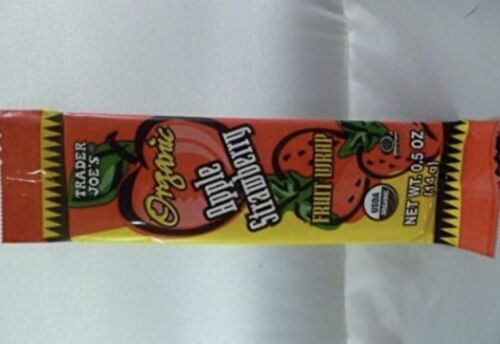 TRADER
JOE'S
Organic
Apple
Strawberry
FRUIT WRAP
USDA
ORGANIC
NET WT. 0.5 OZ
(14 g)